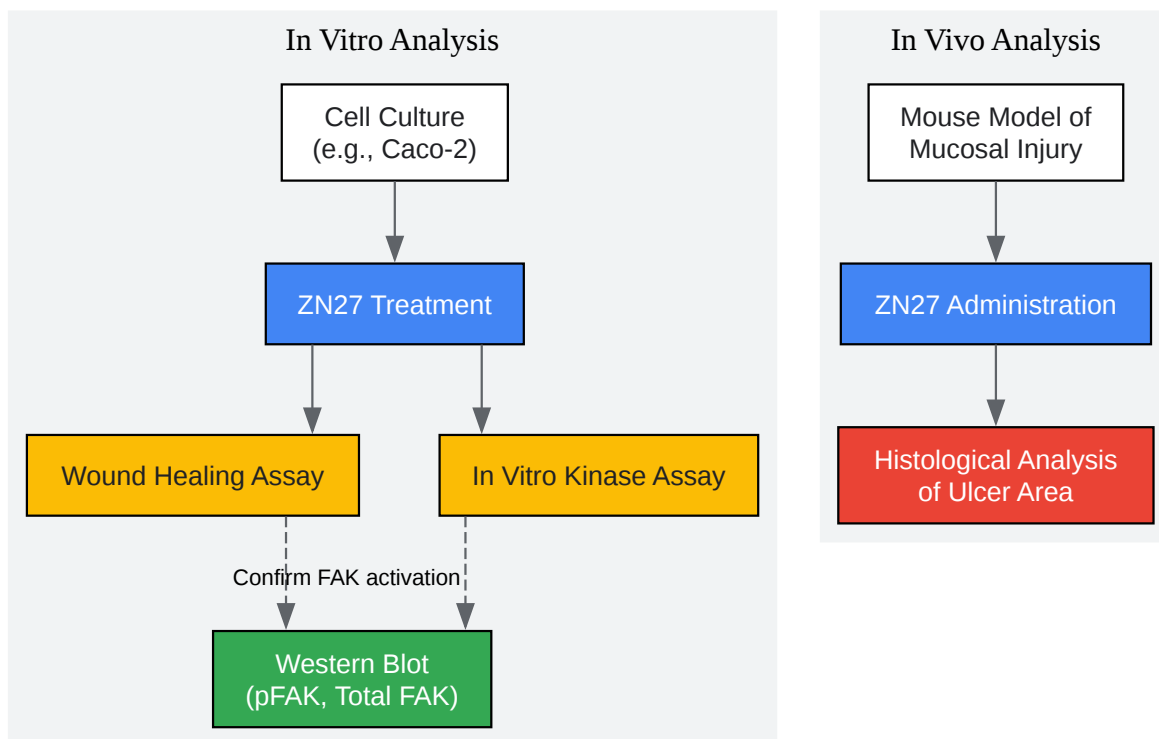 In Vitro Analysis
Cell Culture
(e.g., Caco-2)
ZN27 Treatment
Wound Healing Assay
In Vitro Kinase Assay
Confirm FAK activation
Western Blot
(pFAK, Total FAK)
In Vivo Analysis
Mouse Model of
Mucosal Injury
ZN27 Administration
Histological Analysis
of Ulcer Area